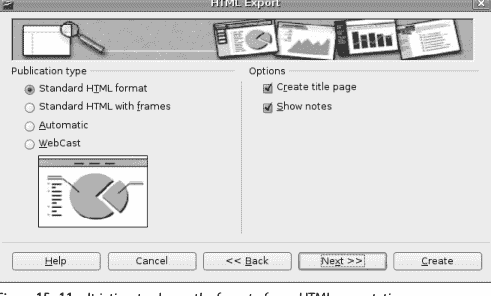 HTML Export
Publication type
Options
Standard HTML format
Create title page
Standard HTML with frames
Show notes
Automatic
WebCast
Help
Cancel
<< Back
Next >>
Create